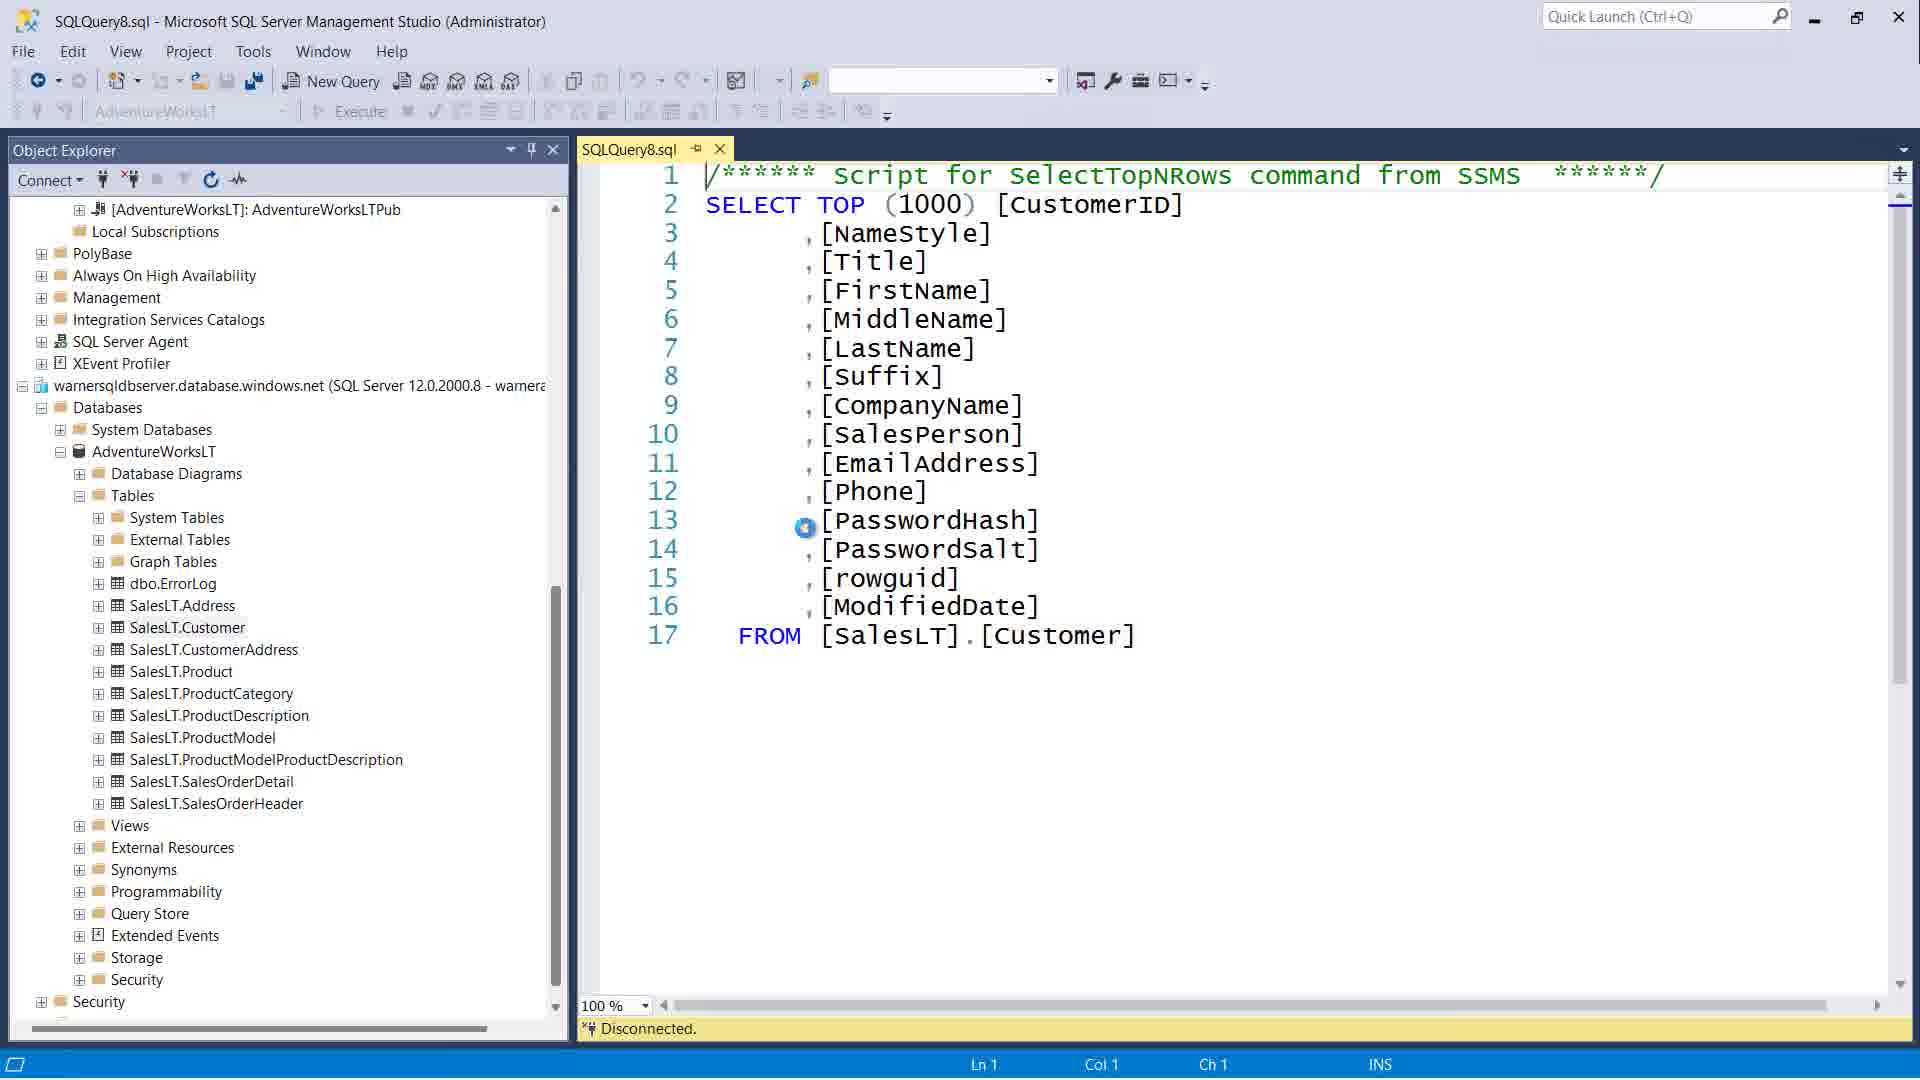 SQLQuery8.sql - Microsoft SQL Server Management Studio (Administrator)
Quick Launch (Ctrl+Q)
File Edit View Project Tools Window Help
New Query MDX DMX XMLA DAX
AdventureWorksLT Execute
Object Explorer
Connect
[AdventureWorksLT]: AdventureWorksLTPub
Local Subscriptions
PolyBase
Always On High Availability
Management
Integration Services Catalogs
SQL Server Agent
XEvent Profiler
warnersqldbserver.database.windows.net (SQL Server 12.0.2000.8 - warnera
Databases
System Databases
AdventureWorksLT
Database Diagrams
Tables
System Tables
External Tables
Graph Tables
dbo.ErrorLog
SalesLT.Address
SalesLT.Customer
SalesLT.CustomerAddress
SalesLT.Product
SalesLT.ProductCategory
SalesLT.ProductDescription
SalesLT.ProductModel
SalesLT.ProductModelProductDescription
SalesLT.SalesOrderDetail
SalesLT.SalesOrderHeader
Views
External Resources
Synonyms
Programmability
Query Store
Extended Events
Storage
Security
Security
SQLQuery8.sql
1 /****** Script for SelectTopNRows command from SSMS ******/
2 SELECT TOP (1000) [CustomerID]
3 ,[NameStyle]
4 ,[Title]
5 ,[FirstName]
6 ,[MiddleName]
7 ,[LastName]
8 ,[Suffix]
9 ,[CompanyName]
10 ,[SalesPerson]
11 ,[EmailAddress]
12 ,[Phone]
13 [PasswordHash]
14 ,[PasswordSalt]
15 ,[rowguid]
16 ,[ModifiedDate]
17 FROM [SalesLT].[Customer]
100 %
Disconnected.
Ln 1 Col 1 Ch 1 INS